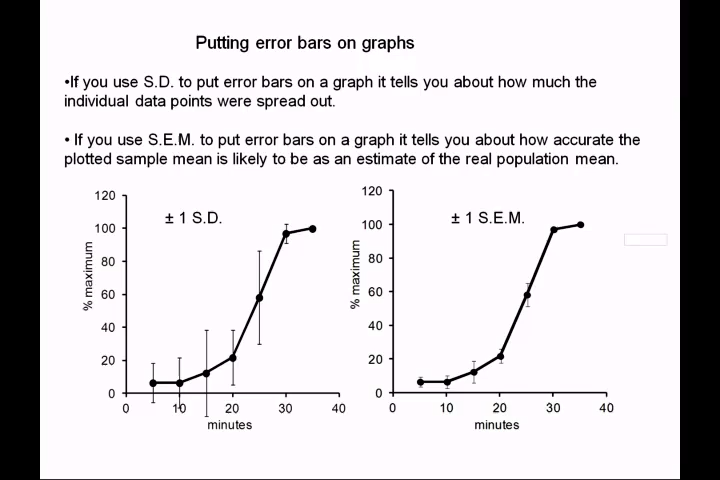 Putting error bars on graphs
•If you use S.D. to put error bars on a graph it tells you about how much the
individual data points were spread out.
• If you use S.E.M. to put error bars on a graph it tells you about how accurate the
plotted sample mean is likely to be as an estimate of the real population mean.
± 1 S.D.
120
100
80
60
40
20
0
% maximum
0 10 20 30 40
minutes
± 1 S.E.M.
120
100
80
60
40
20
0
% maximum
0 10 20 30 40
minutes